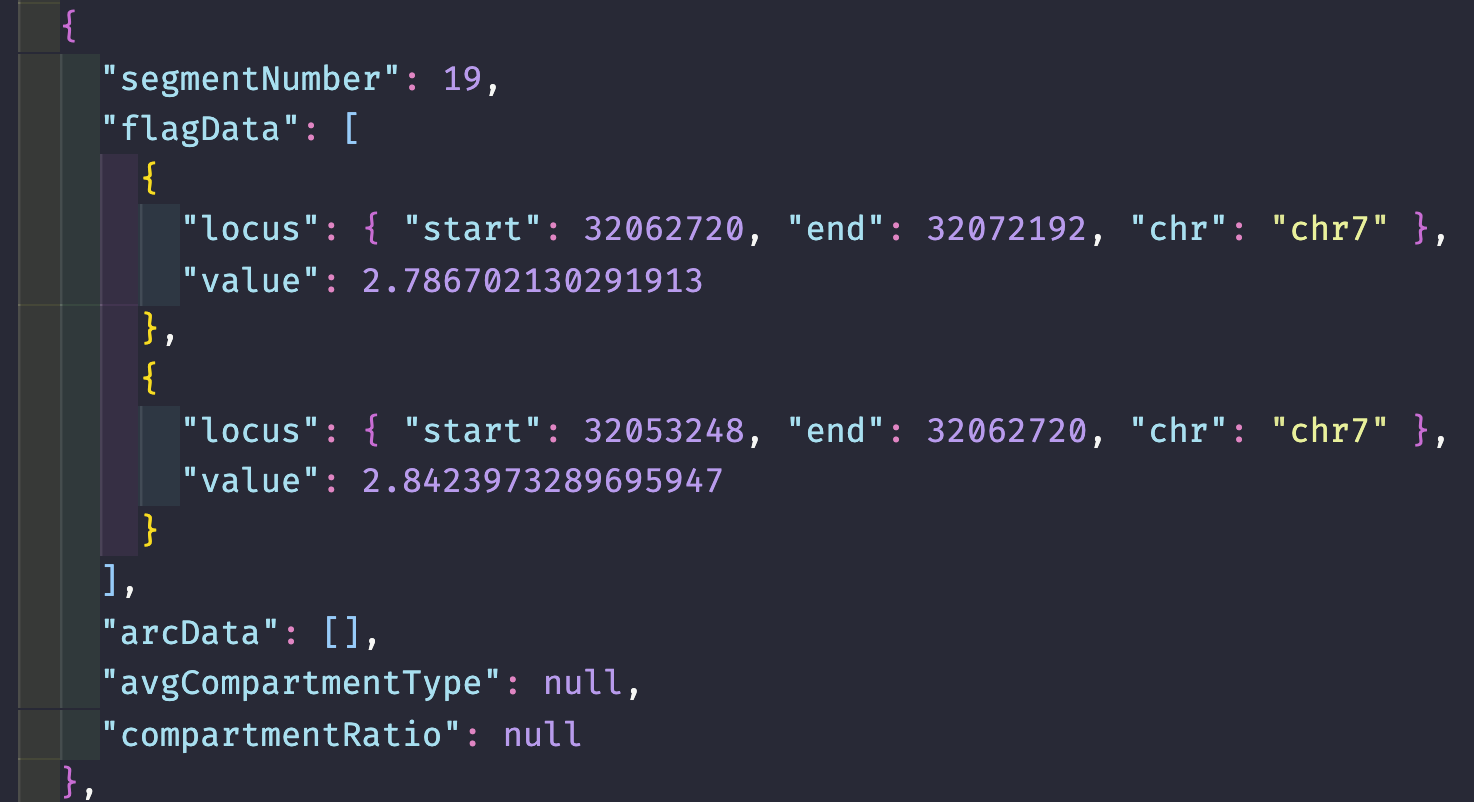 {
"segmentNumber": 19,
"flagData": [
{
"locus": { "start": 32062720, "end": 32072192, "chr": "chr7" },
"value": 2.786702130291913
},
{
"locus": { "start": 32053248, "end": 32062720, "chr": "chr7" },
"value": 2.8423973289695947
}
],
"arcData": [],
"avgCompartmentType": null,
"compartmentRatio": null
},